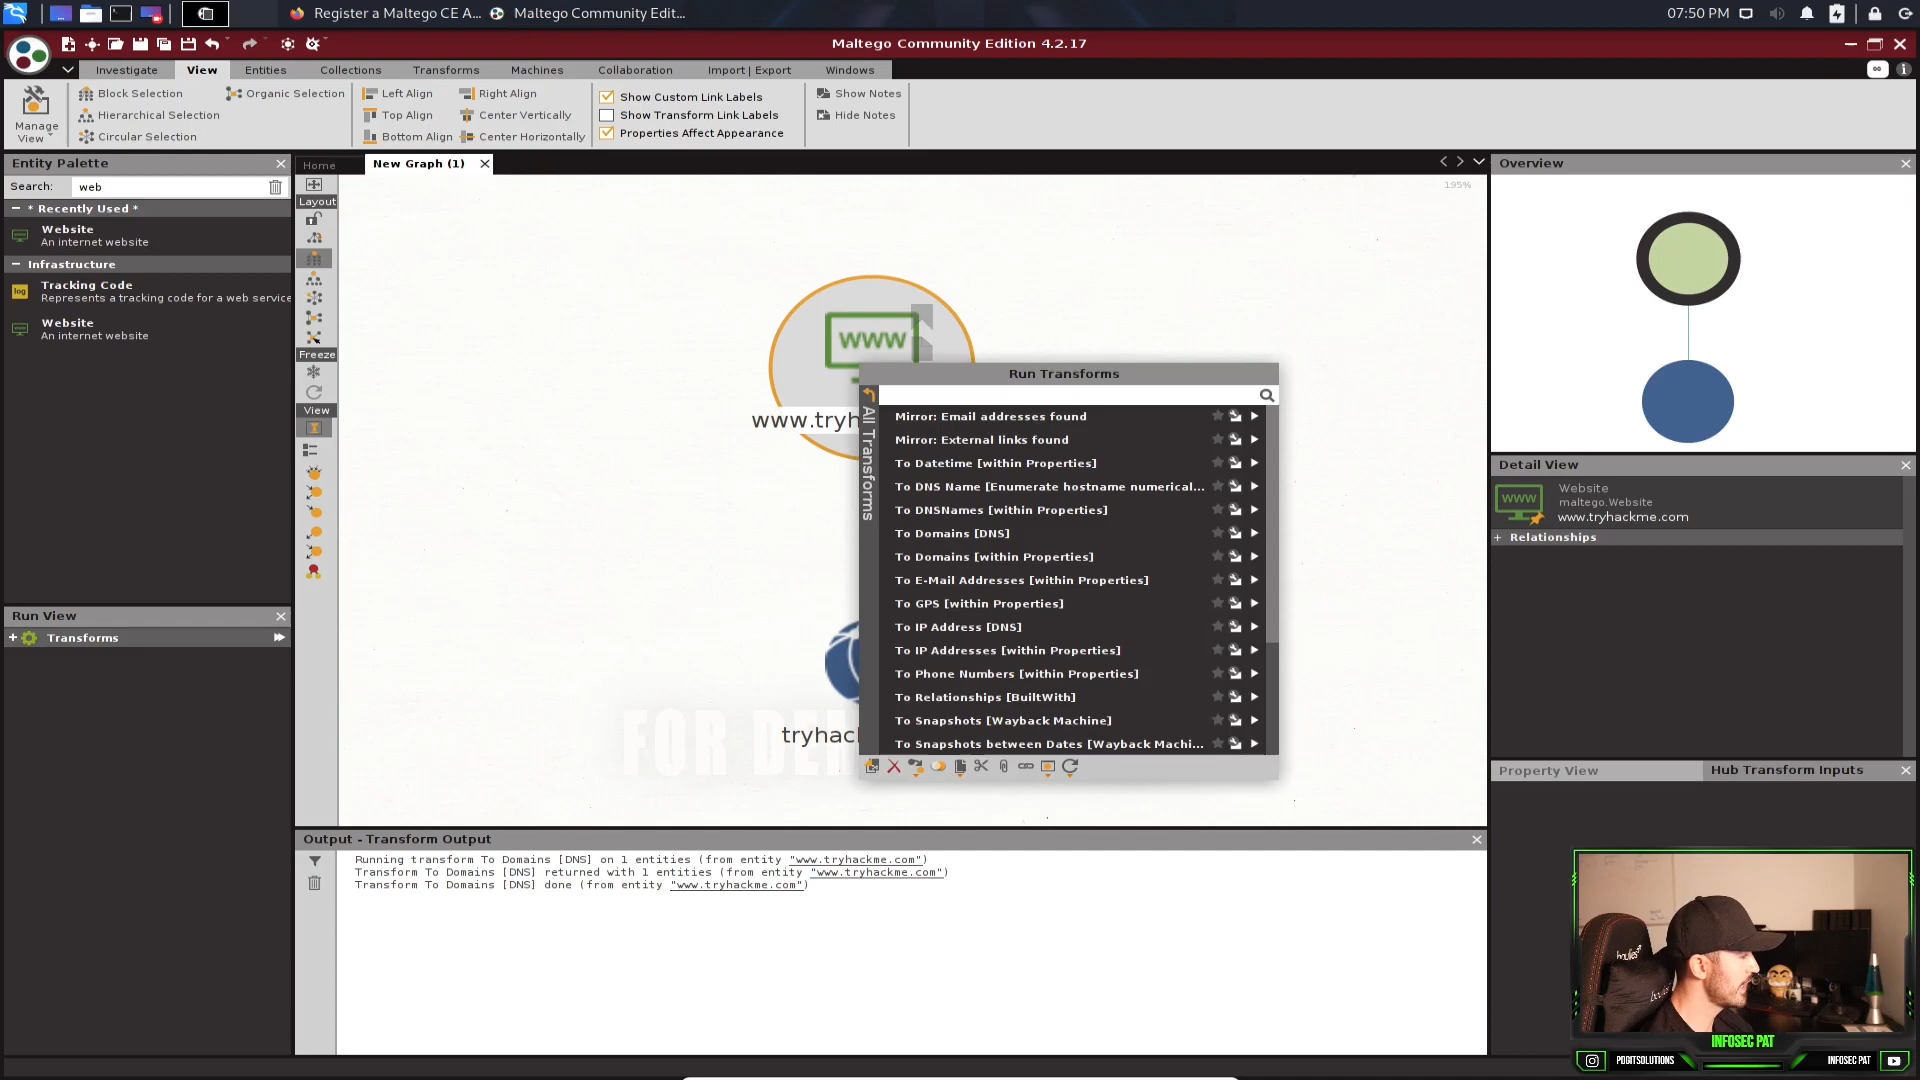 Register a Maltego CE A...
Maltego Community Edit...
07:50 PM
Maltego Community Edition 4.2.17
Investigate
View
Entities
Collections
Transforms
Machines
Collaboration
Import | Export
Windows
Manage
View
Block Selection
Hierarchical Selection
Circular Selection
Organic Selection
Left Align
Top Align
Bottom Align
Right Align
Center Vertically
Center Horizontally
Show Custom Link Labels
Show Transform Link Labels
Properties Affect Appearance
Show Notes
Hide Notes
Entity Palette
Search: web
* Recently Used *
Website
An internet website
Infrastructure
log
Tracking Code
Represents a tracking code for a web service
Website
An internet website
Run View
Transforms
Home
New Graph (1)
195%
Layout
Freeze
View
WWW
www.tryh
tryhac
FOR DE
Run Transforms
All Transforms
Mirror: Email addresses found
Mirror: External links found
To Datetime [within Properties]
To DNS Name [Enumerate hostname numerical...
To DNSNames [within Properties]
To Domains [DNS]
To Domains [within Properties]
To E-Mail Addresses [within Properties]
To GPS [within Properties]
To IP Address [DNS]
To IP Addresses [within Properties]
To Phone Numbers [within Properties]
To Relationships [BuiltWith]
To Snapshots [Wayback Machine]
To Snapshots between Dates [Wayback Machi...
Output - Transform Output
Running transform To Domains [DNS] on 1 entities (from entity "www.tryhackme.com")
Transform To Domains [DNS] returned with 1 entities (from entity "www.tryhackme.com")
Transform To Domains [DNS] done (from entity "www.tryhackme.com")
Overview
Detail View
WWW
Website
maltego.Website
www.tryhackme.com
+ Relationships
Property View
Hub Transform Inputs
INFOSEC PAT
PDDITSOLUTIONS
INFOSEC PAT